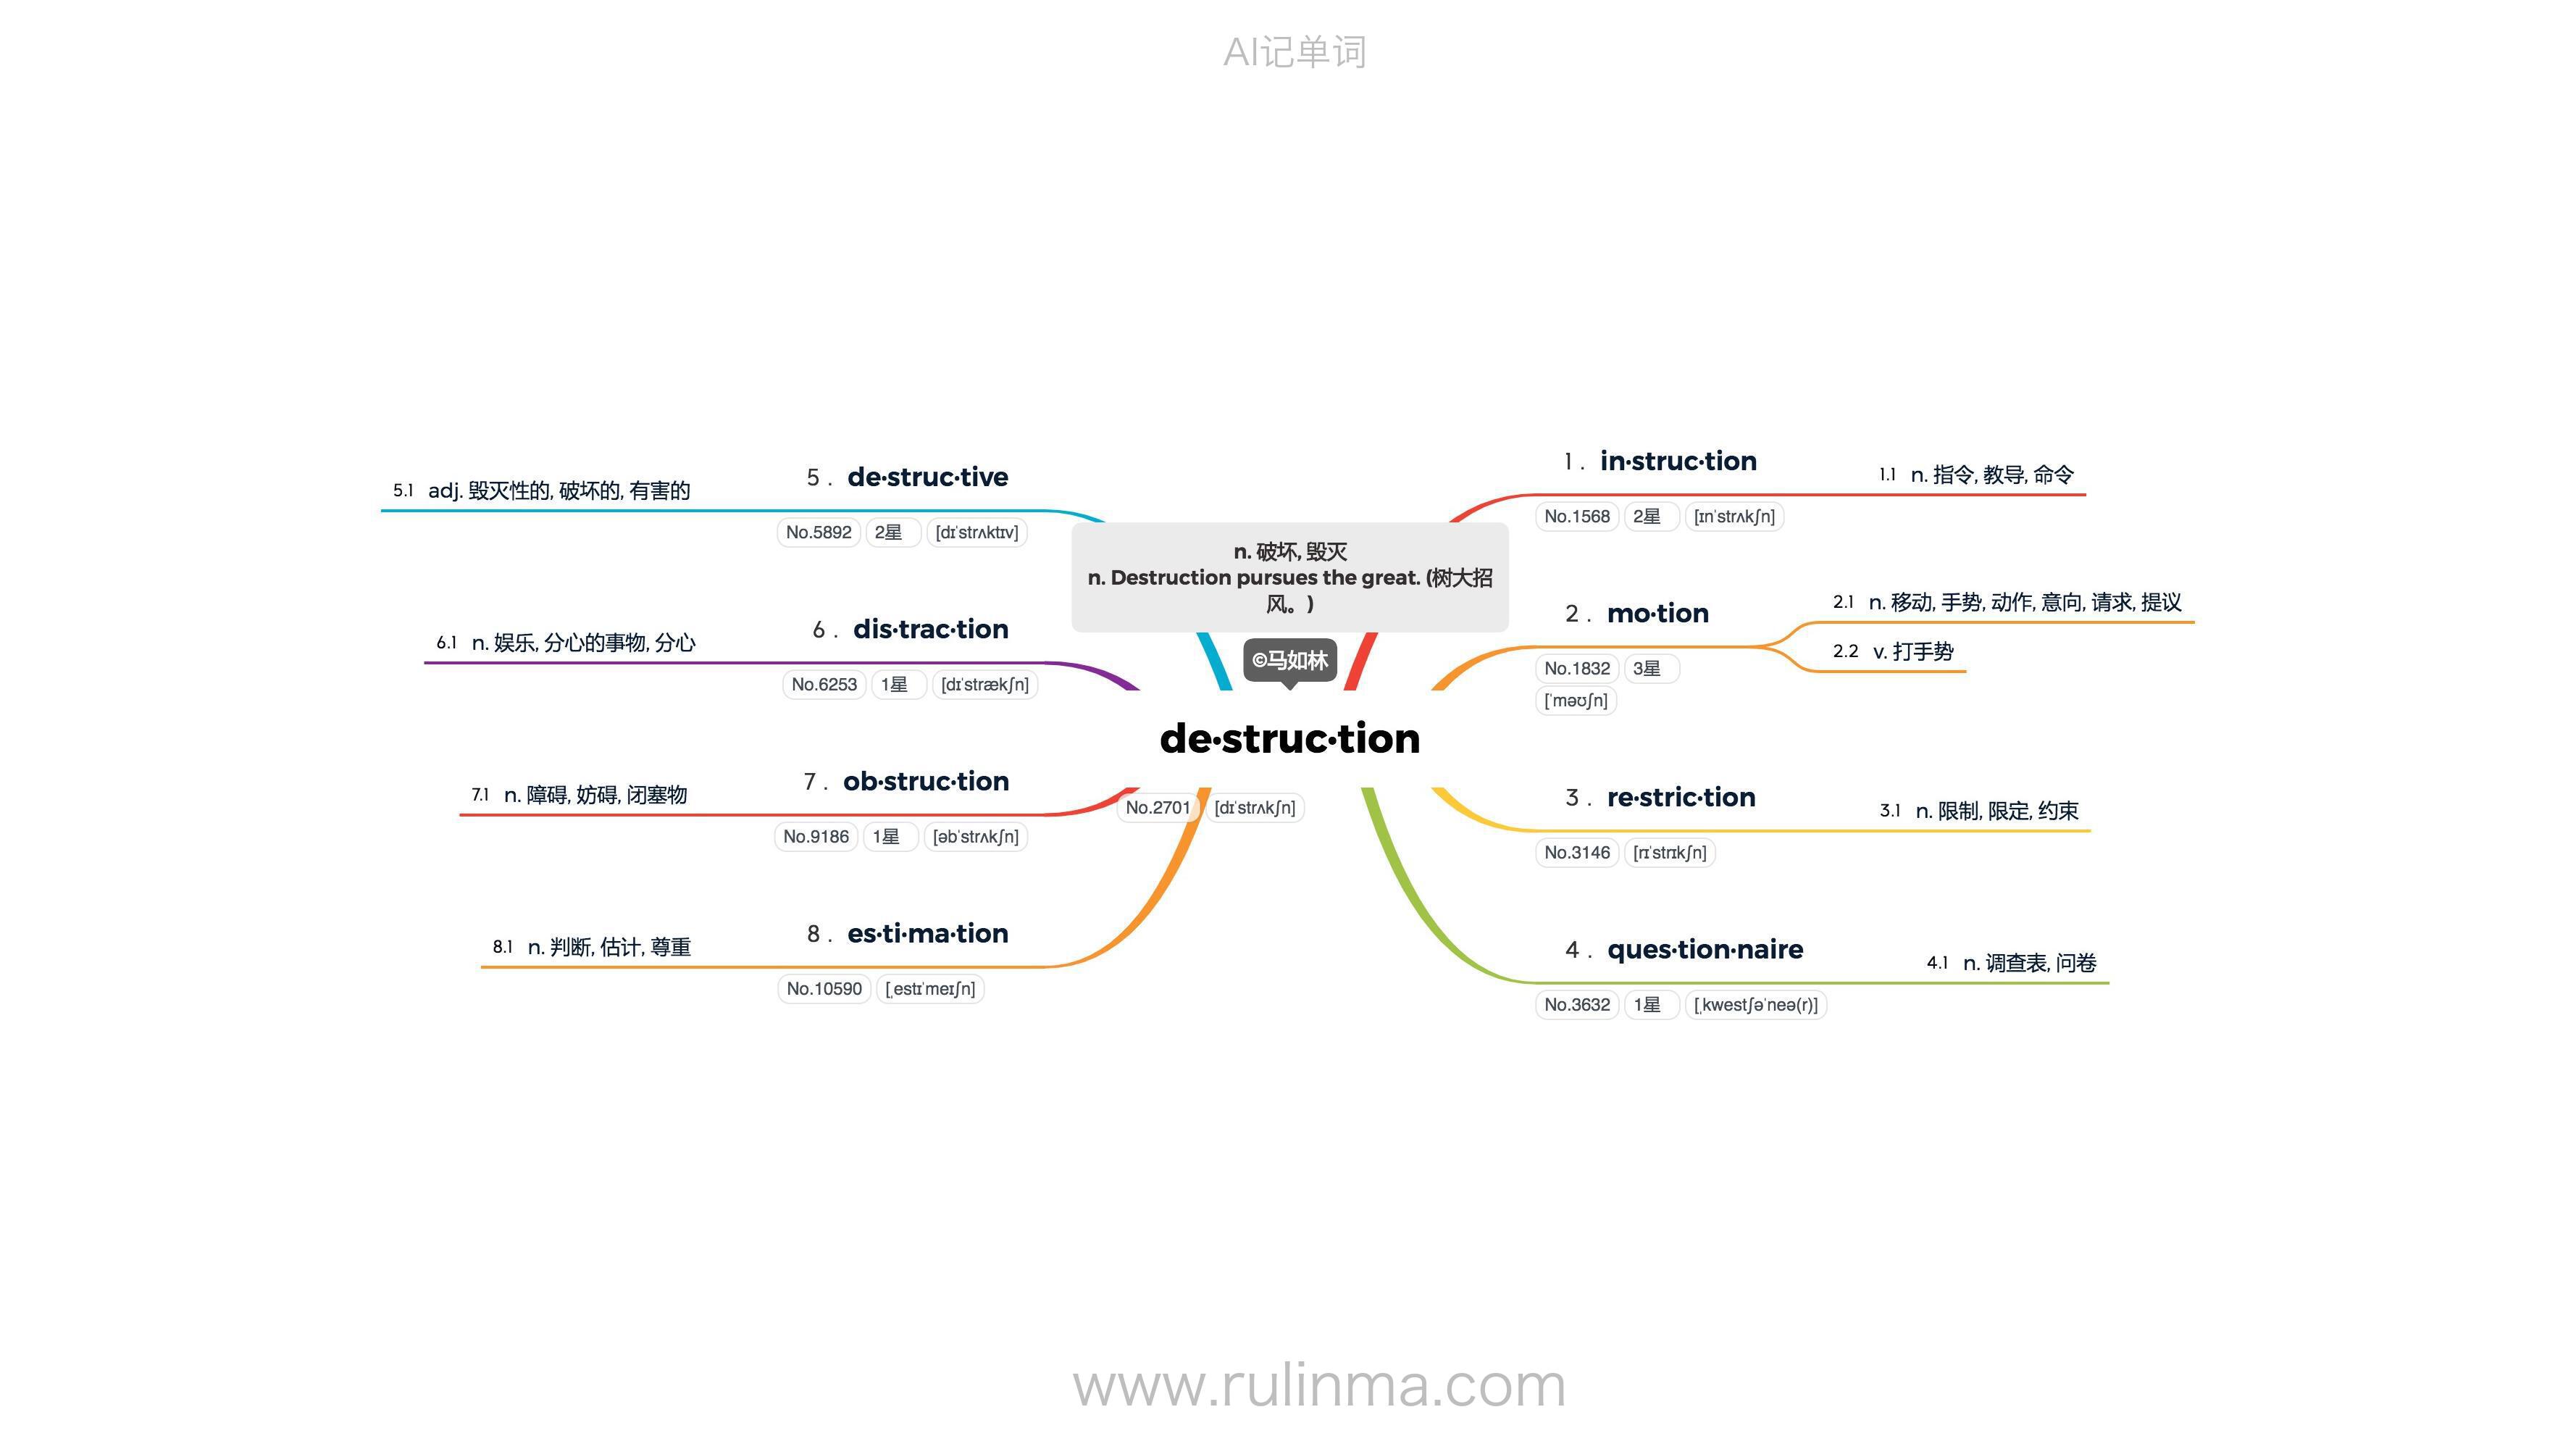 AI记单词
n. 破坏, 毁灭
n. Destruction pursues the great. (树大招
风。)
©马如林
de·struc·tion
No.2701 [dɪˈstrʌkʃn]
1 . in·struc·tion
No.1568 2星 [ɪnˈstrʌkʃn]
1.1 n. 指令, 教导, 命令
2 . mo·tion
No.1832 3星
[ˈməʊʃn]
2.1 n. 移动, 手势, 动作, 意向, 请求, 提议
2.2 v. 打手势
3 . re·stric·tion
No.3146 [rɪˈstrɪkʃn]
3.1 n. 限制, 限定, 约束
4 . ques·tion·naire
No.3632 1星 [ˌkwestʃəˈneə(r)]
4.1 n. 调查表, 问卷
5 . de·struc·tive
No.5892 2星 [dɪˈstrʌktɪv]
5.1 adj. 毁灭性的, 破坏的, 有害的
6 . dis·trac·tion
No.6253 1星 [dɪˈstrækʃn]
6.1 n. 娱乐, 分心的事物, 分心
7 . ob·struc·tion
No.9186 1星 [əbˈstrʌkʃn]
7.1 n. 障碍, 妨碍, 闭塞物
8 . es·ti·ma·tion
No.10590 [ˌestɪˈmeɪʃn]
8.1 n. 判断, 估计, 尊重
www.rulinma.com